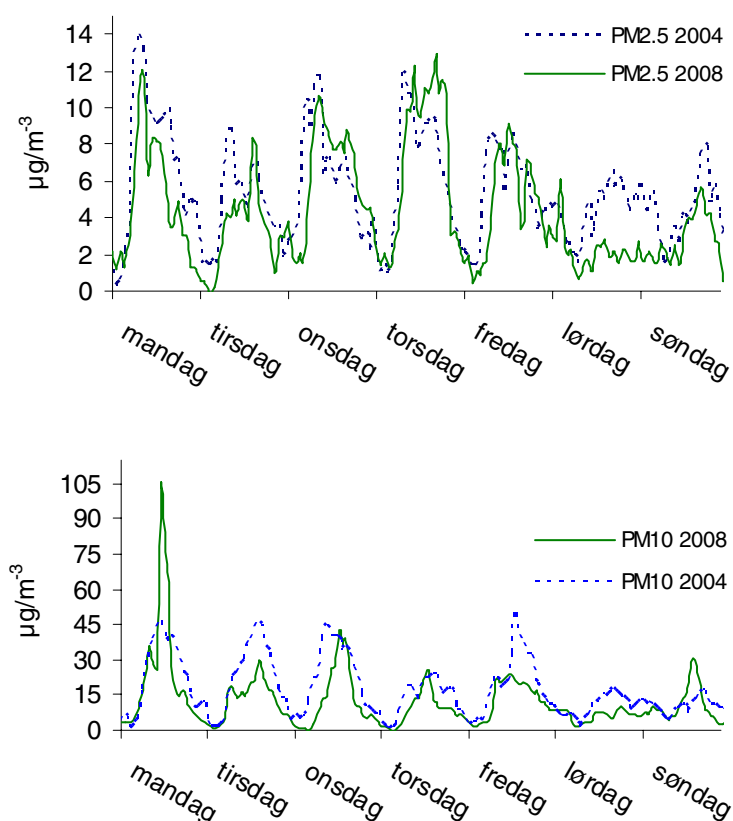 14
PM2.5 2004
12
PM2.5 2008
10
8
6
4
2
0
µg/m-³
mandag
tirsdag
onsdag
torsdag
fredag
lørdag
søndag
105
90
PM10 2008
75
PM10 2004
60
45
30
15
0
µg/m-³
mandag
tirsdag
onsdag
torsdag
fredag
lørdag
søndag